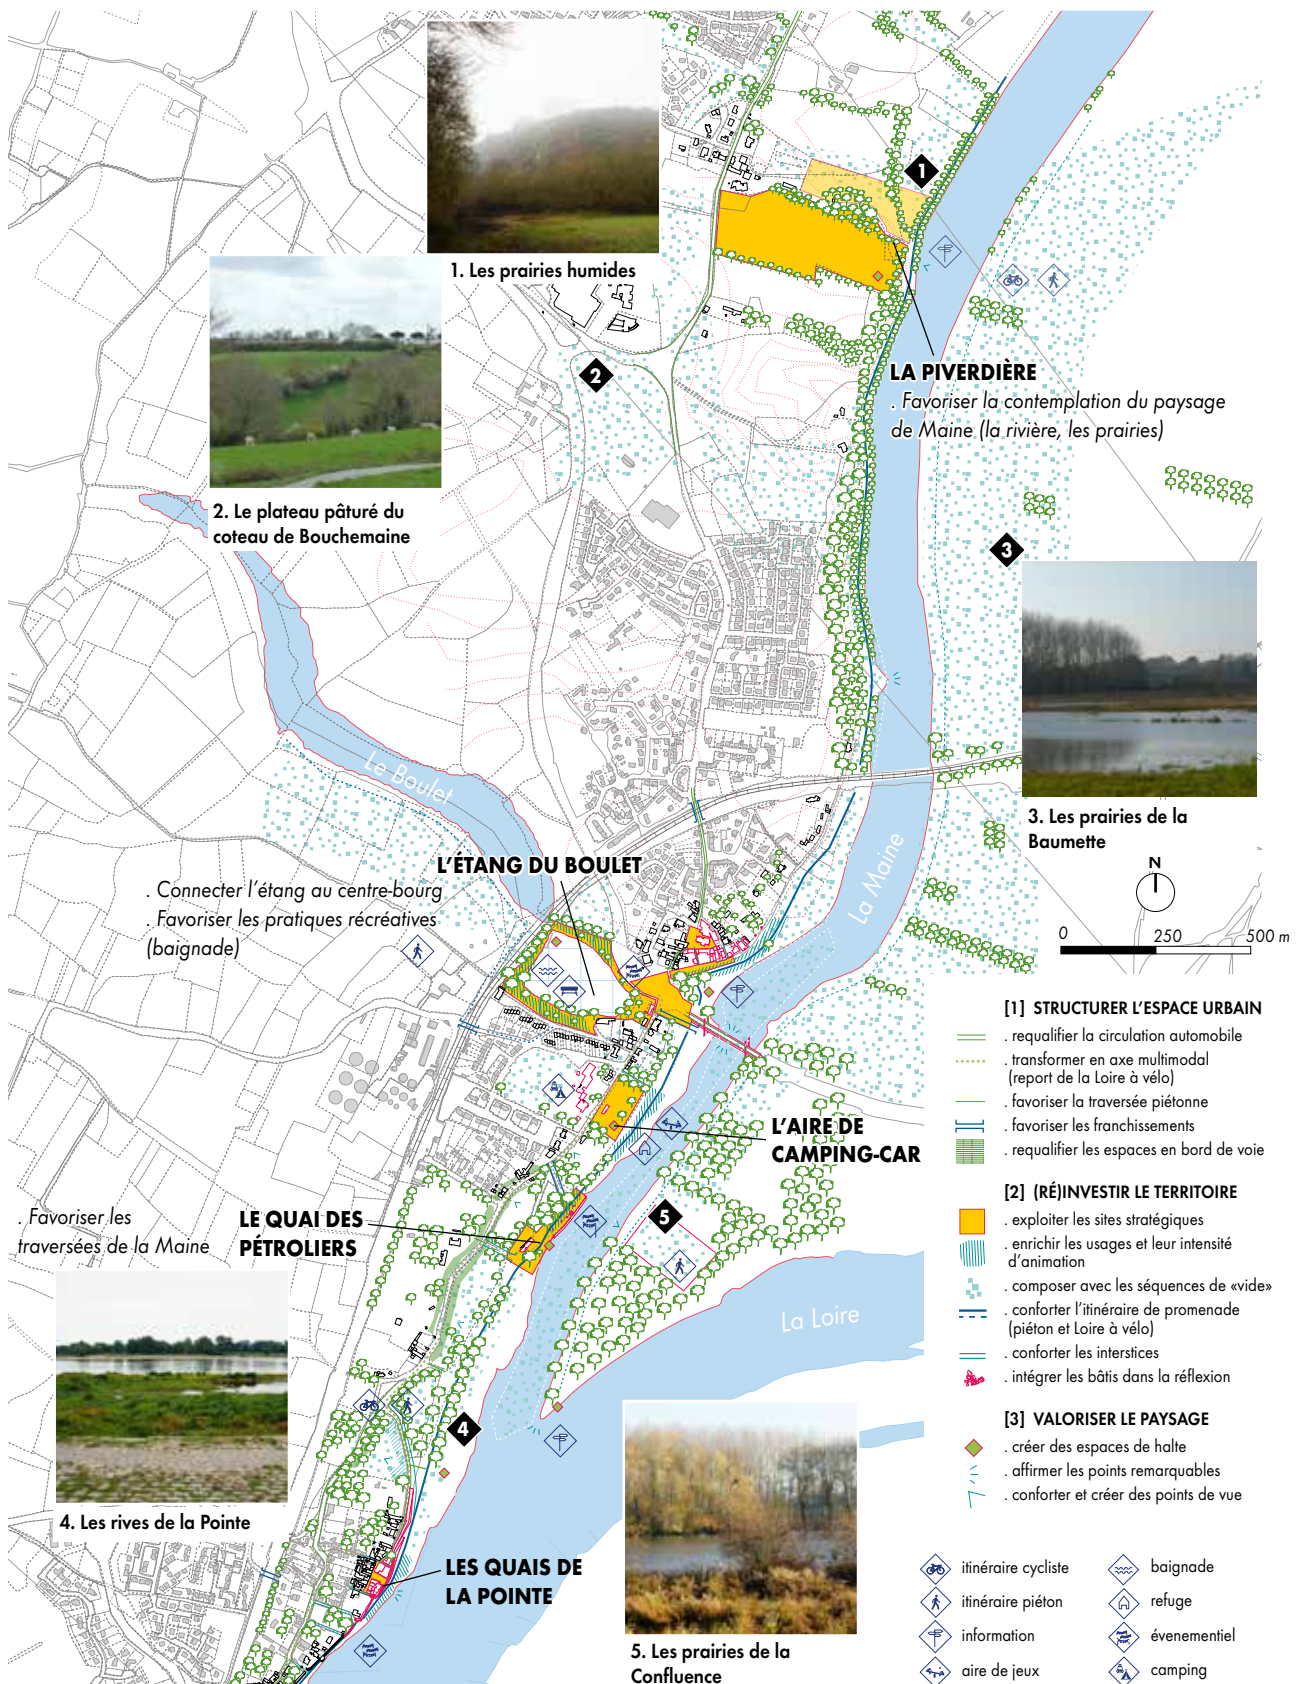 1. Les prairies humides
2. Le plateau pâturé du
coteau de Bouchemaine
1
2
LA PIVERDIÈRE
. Favoriser la contemplation du paysage
de Maine (la rivière, les prairies)
3
3. Les prairies de la
Baumette
Le Boulet
La Maine
L'ÉTANG DU BOULET
. Connecter l'étang au centre-bourg
. Favoriser les pratiques récréatives
(baignade)
N
0 250 500 m
L'AIRE DE
CAMPING-CAR
. Favoriser les
traversées de la Maine
LE QUAI DES
PÉTROLIERS
5
La Loire
4
4. Les rives de la Pointe
LES QUAIS DE
LA POINTE
5. Les prairies de la
Confluence
[1] STRUCTURER L'ESPACE URBAIN
. requalifier la circulation automobile
. transformer en axe multimodal
(report de la Loire à vélo)
. favoriser la traversée piétonne
. favoriser les franchissements
. requalifier les espaces en bord de voie
[2] (RÉ)INVESTIR LE TERRITOIRE
. exploiter les sites stratégiques
. enrichir les usages et leur intensité
d'animation
. composer avec les séquences de «vide»
. conforter l'itinéraire de promenade
(piéton et Loire à vélo)
. conforter les interstices
. intégrer les bâtis dans la réflexion
[3] VALORISER LE PAYSAGE
. créer des espaces de halte
. affirmer les points remarquables
. conforter et créer des points de vue
itinéraire cycliste
itinéraire piéton
information
aire de jeux
baignade
refuge
évenementiel
camping